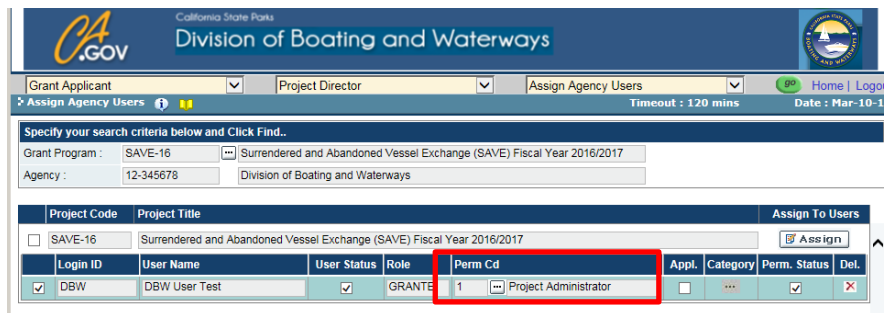 CA.GOV
California State Parks
Division of Boating and Waterways
Grant Applicant Project Director Assign Agency Users go Home | Logou
Assign Agency Users Timeout : 120 mins Date : Mar-10-1
Specify your search criteria below and Click Find..
Grant Program : SAVE-16 ... Surrendered and Abandoned Vessel Exchange (SAVE) Fiscal Year 2016/2017
Agency : 12-345678 Division of Boating and Waterways
Project Code Project Title Assign To Users
SAVE-16 Surrendered and Abandoned Vessel Exchange (SAVE) Fiscal Year 2016/2017 Assign
Login ID User Name User Status Role Perm Cd Appl. Category Perm. Status Del.
DBW DBW User Test GRANTE 1 ... Project Administrator ...